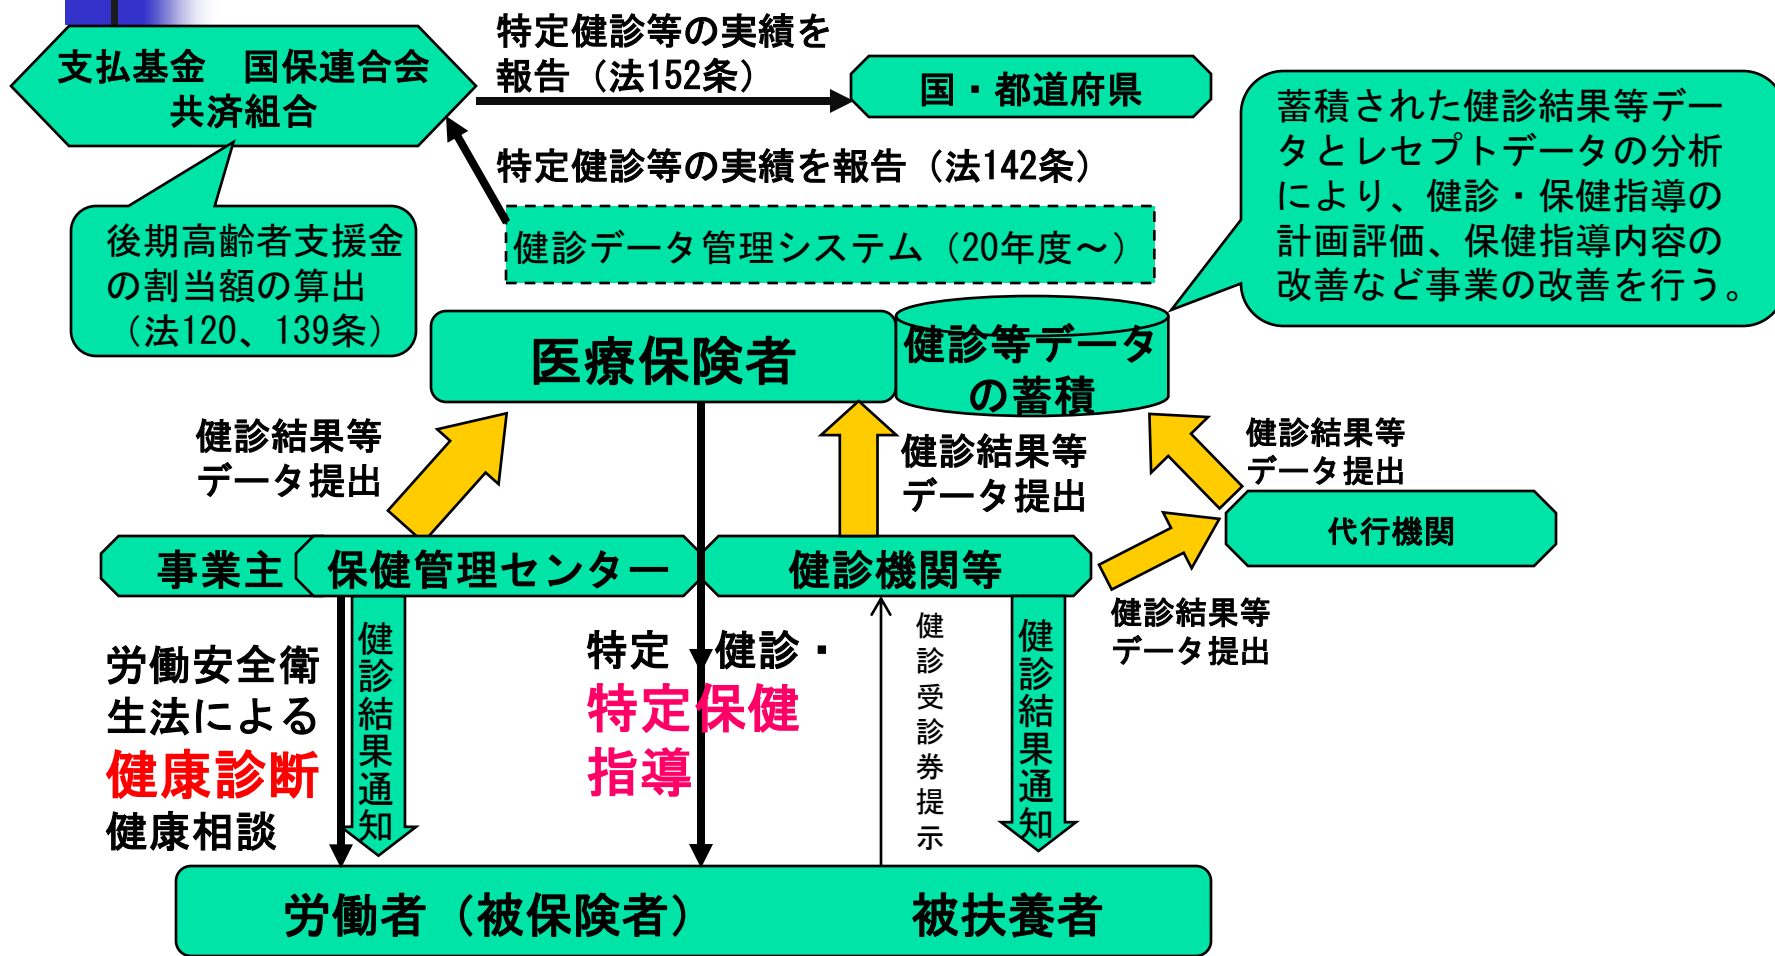 支払基金　国保連合会
共済組合
特定健診等の実績を
報告（法152条）
国・都道府県
蓄積された健診結果等デー
タとレセプトデータの分析
により、健診・保健指導の
計画評価、保健指導内容の
改善など事業の改善を行う。
特定健診等の実績を報告（法142条）
後期高齢者支援金
の割当額の算出
（法120、139条）
健診データ管理システム（20年度～）
医療保険者
健診等データ
の蓄積
健診結果等
データ提出
健診結果等
データ提出
健診結果等
データ提出
代行機関
事業主
保健管理センター
健診機関等
健診結果等
データ提出
労働安全衛
生法による
健康診断
健康相談
健診結果通知
特定　健診・
特定保健
指導
健診受診券提示
健診結果通知
労働者（被保険者）
被扶養者